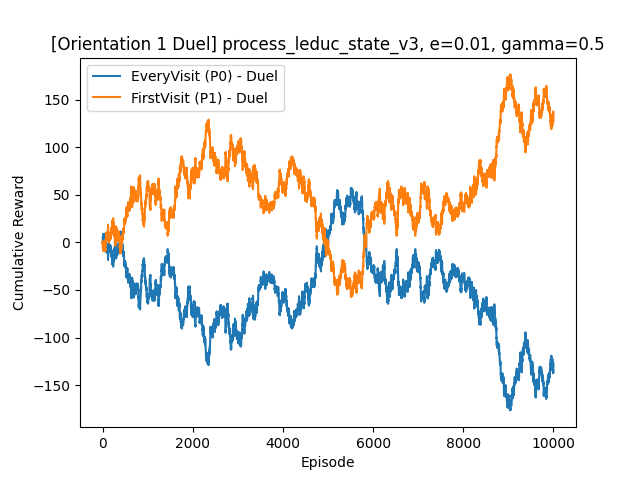 [Orientation 1 Duel] process_leduc_state_v3, e=0.01, gamma=0.5
EveryVisit (P0) - Duel
FirstVisit (P1) - Duel
150
100
50
0
−50
−100
−150
Cumulative Reward
0 2000 4000 6000 8000 10000
Episode